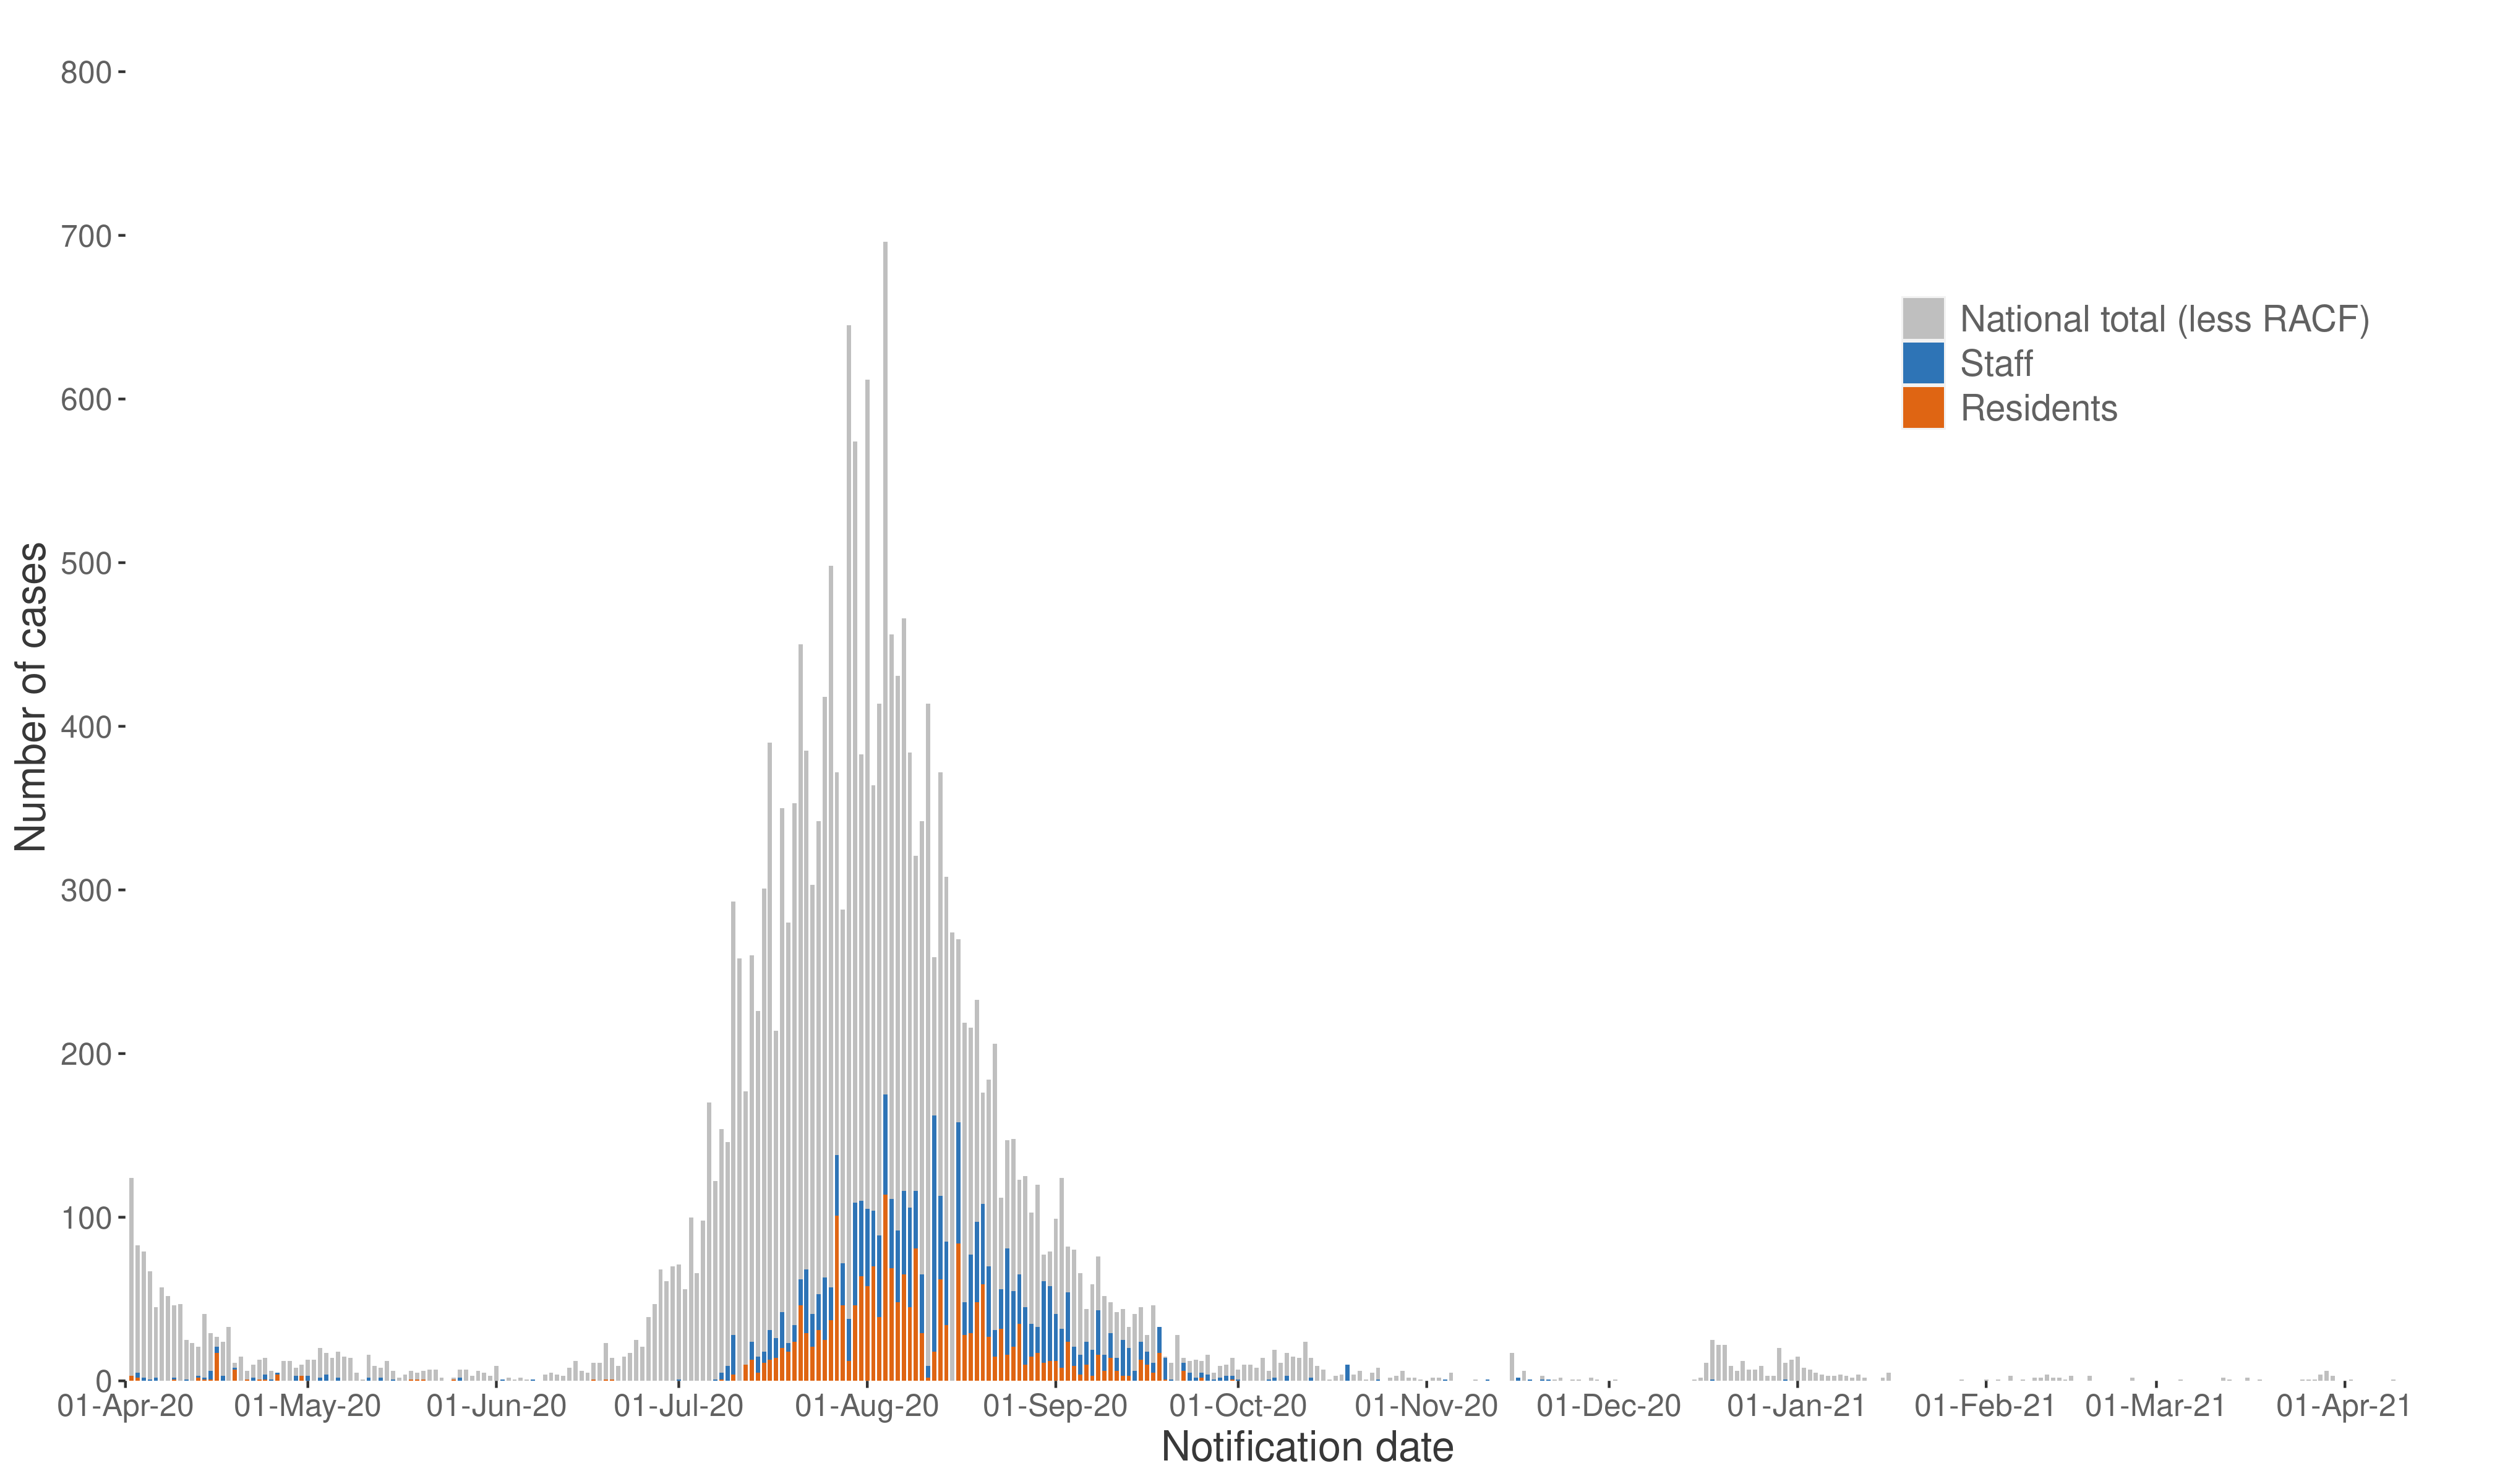 800
700
600
500
400
300
200
100
0
Number of cases
National total (less RACF)
Staff
Residents
01-Apr-20 01-May-20 01-Jun-20 01-Jul-20 01-Aug-20 01-Sep-20 01-Oct-20 01-Nov-20 01-Dec-20 01-Jan-21 01-Feb-21 01-Mar-21 01-Apr-21
Notification date